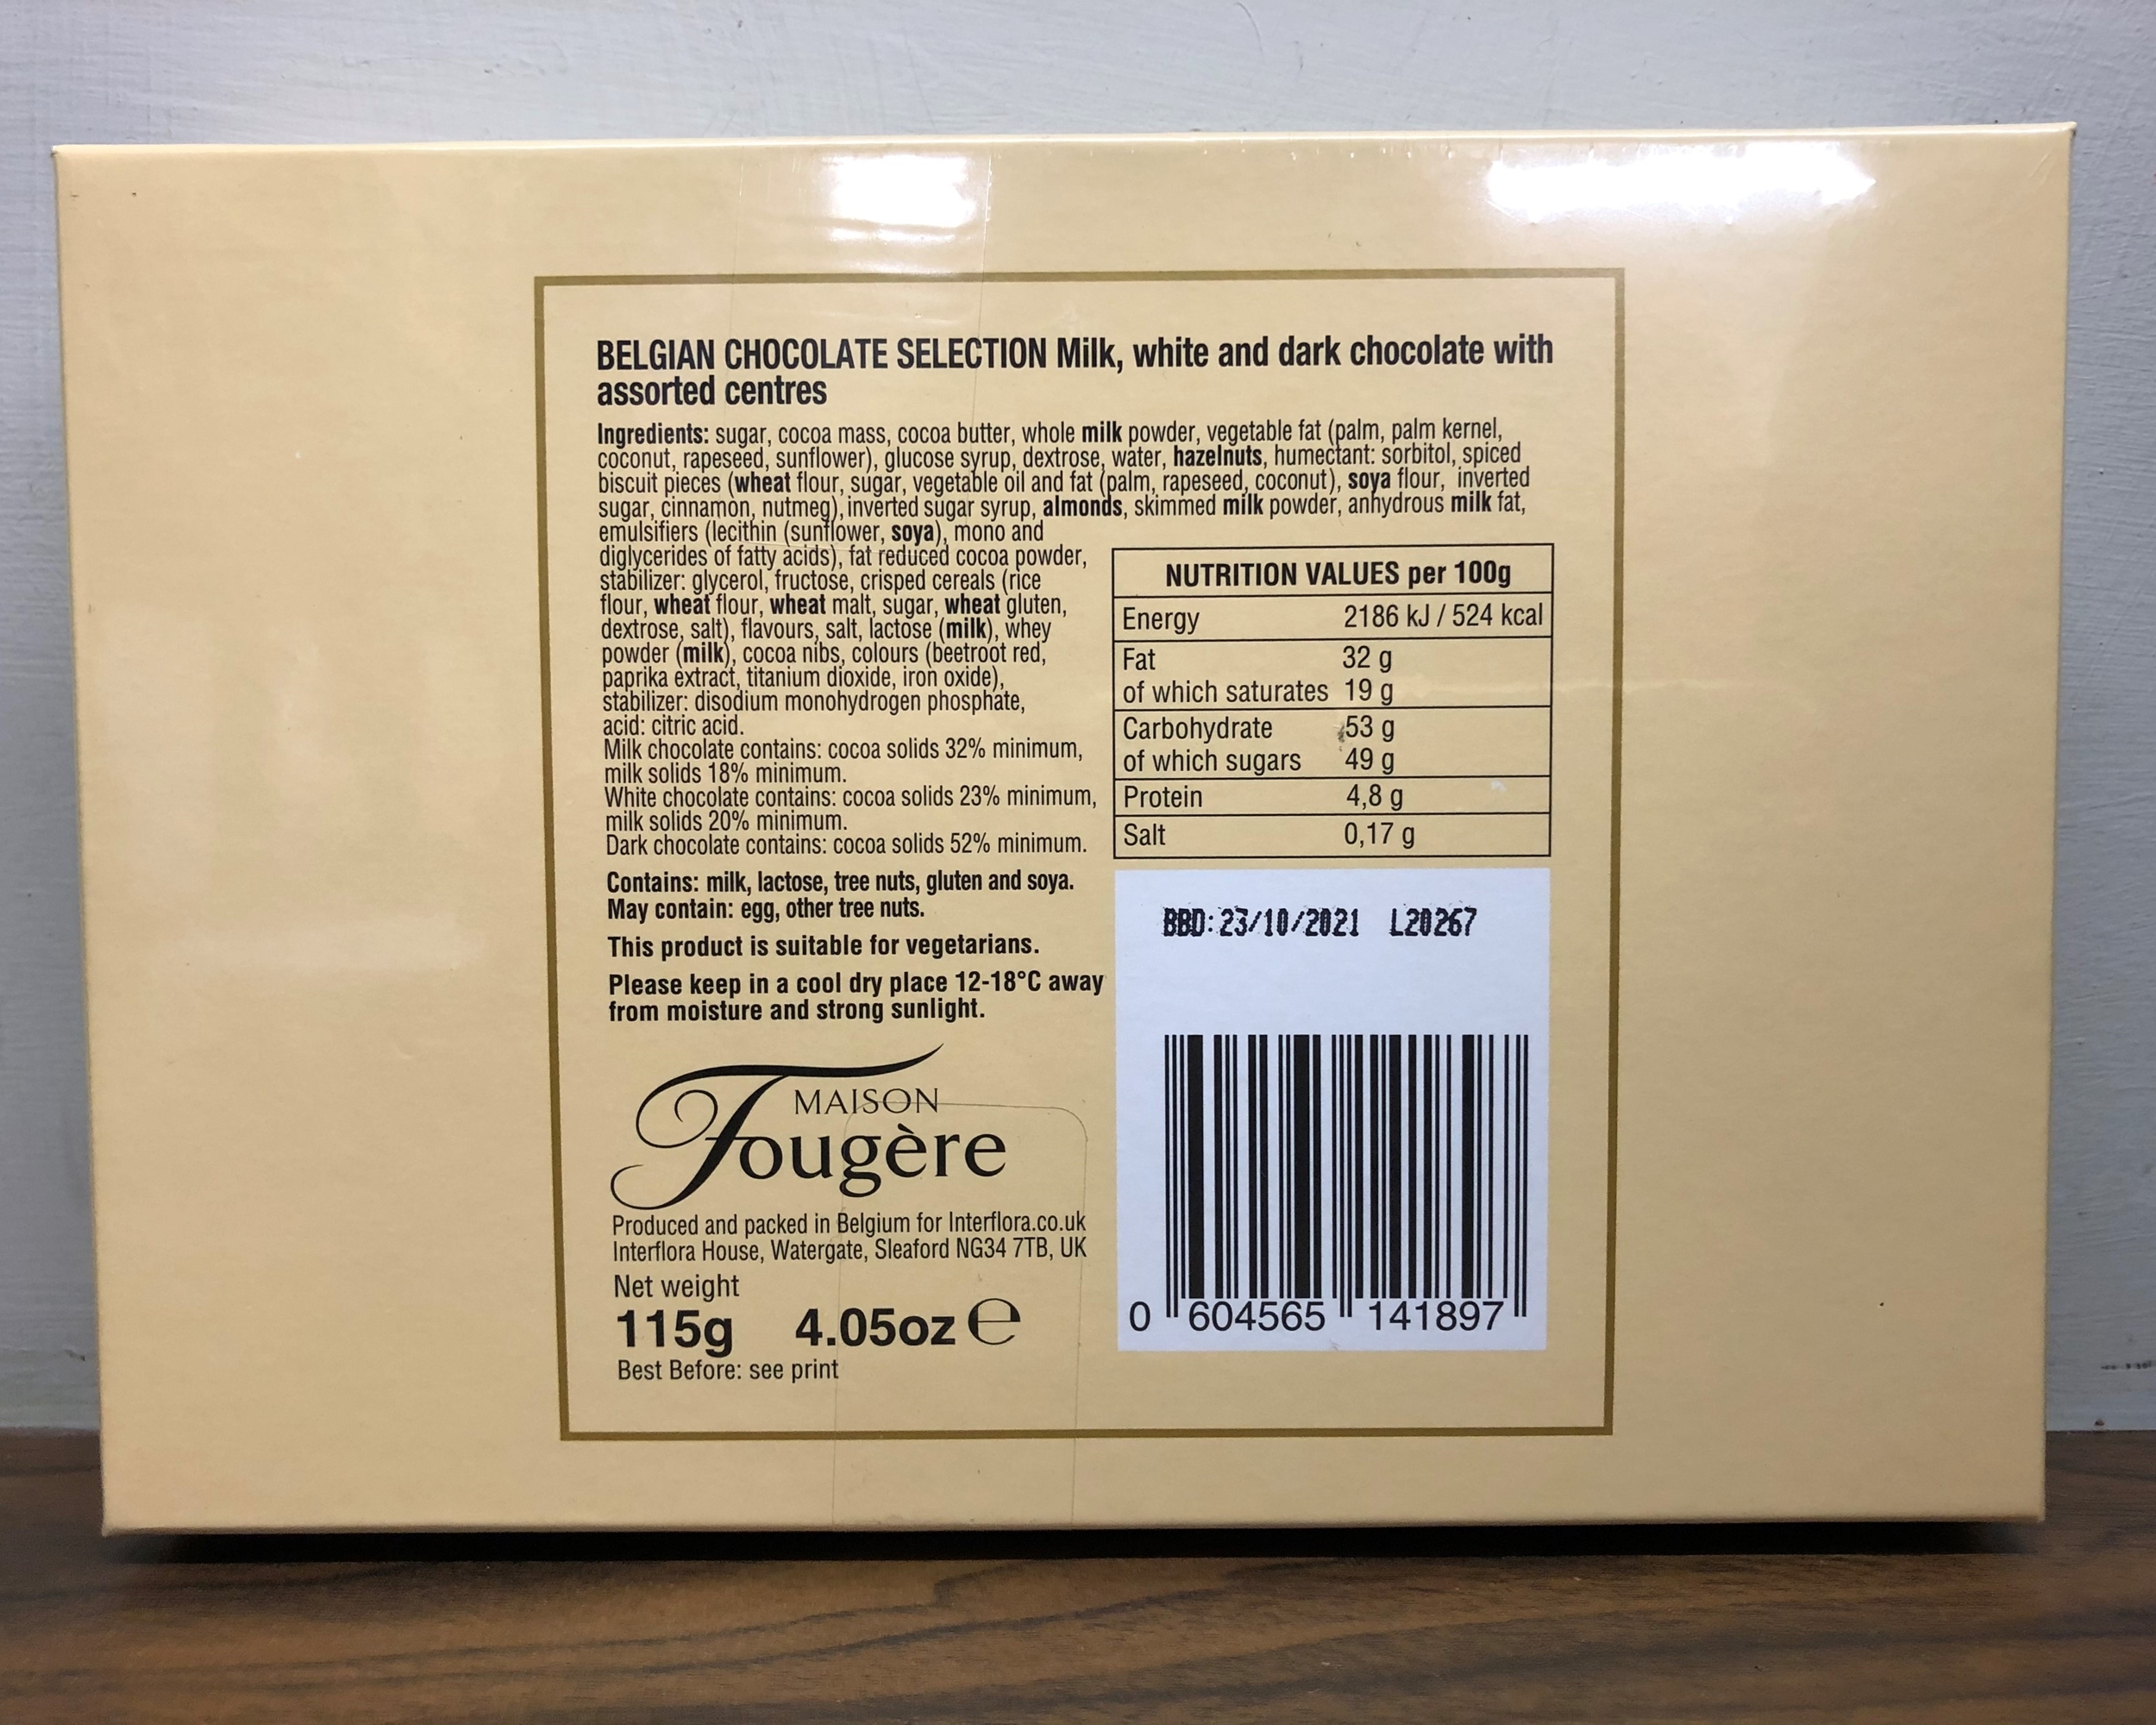 BELGIAN CHOCOLATE SELECTION Milk, white and dark chocolate with
assorted centres
Ingredients: sugar, cocoa mass, cocoa butter, whole milk powder, vegetable fat (palm, palm kernel,
coconut, rapeseed, sunflower), glucose syrup, dextrose, water, hazelnuts, humectant: sorbitol, spiced
biscuit pieces (wheat flour, sugar, vegetable oil and fat (palm, rapeseed, coconut), soya flour, inverted
sugar, cinnamon, nutmeg), inverted sugar syrup, almonds, skimmed milk powder, anhydrous milk fat,
emulsifiers (lecithin (sunflower, soya), mono and
diglycerides of fatty acids), fat reduced cocoa powder,
stabilizer: glycerol, fructose, crisped cereals (rice
flour, wheat flour, wheat malt, sugar, wheat gluten,
dextrose, salt), flavours, salt, lactose (milk), whey
powder (milk), cocoa nibs, colours (beetroot red,
paprika extract, titanium dioxide, iron oxide),
stabilizer: disodium monohydrogen phosphate,
acid: citric acid.
Milk chocolate contains: cocoa solids 32% minimum,
milk solids 18% minimum.
White chocolate contains: cocoa solids 23% minimum,
milk solids 20% minimum.
Dark chocolate contains: cocoa solids 52% minimum.
Contains: milk, lactose, tree nuts, gluten and soya.
May contain: egg, other tree nuts.
This product is suitable for vegetarians.
Please keep in a cool dry place 12-18°C away
from moisture and strong sunlight.
MAISON
Fougère
Produced and packed in Belgium for Interflora.co.uk
Interflora House, Watergate, Sleaford NG34 7TB, UK
Net weight
115g 4.05oz e
Best Before: see print
NUTRITION VALUES per 100g
Energy 2186 kJ / 524 kcal
Fat 32 g
of which saturates 19 g
Carbohydrate 53 g
of which sugars 49 g
Protein 4,8 g
Salt 0,17 g
BBD: 23/10/2021 L20267
0 604565 141897